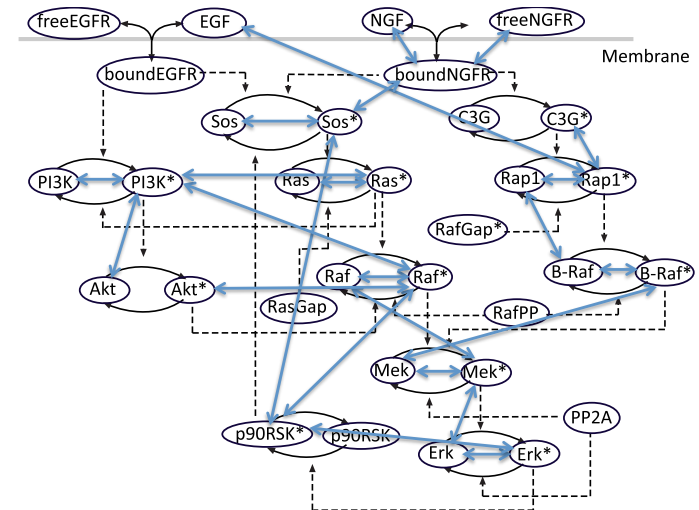 freeEGFR EGF NGF freeNGFR
Membrane
boundEGFR boundNGFR
Sos Sos* C3G C3G*
PI3K PI3K* Ras Ras* Rap1 Rap1*
RafGap*
Akt Akt* Raf Raf* B-Raf B-Raf*
RasGap RafPP
Mek Mek*
PP2A
p90RSK* p90RSK Erk Erk*